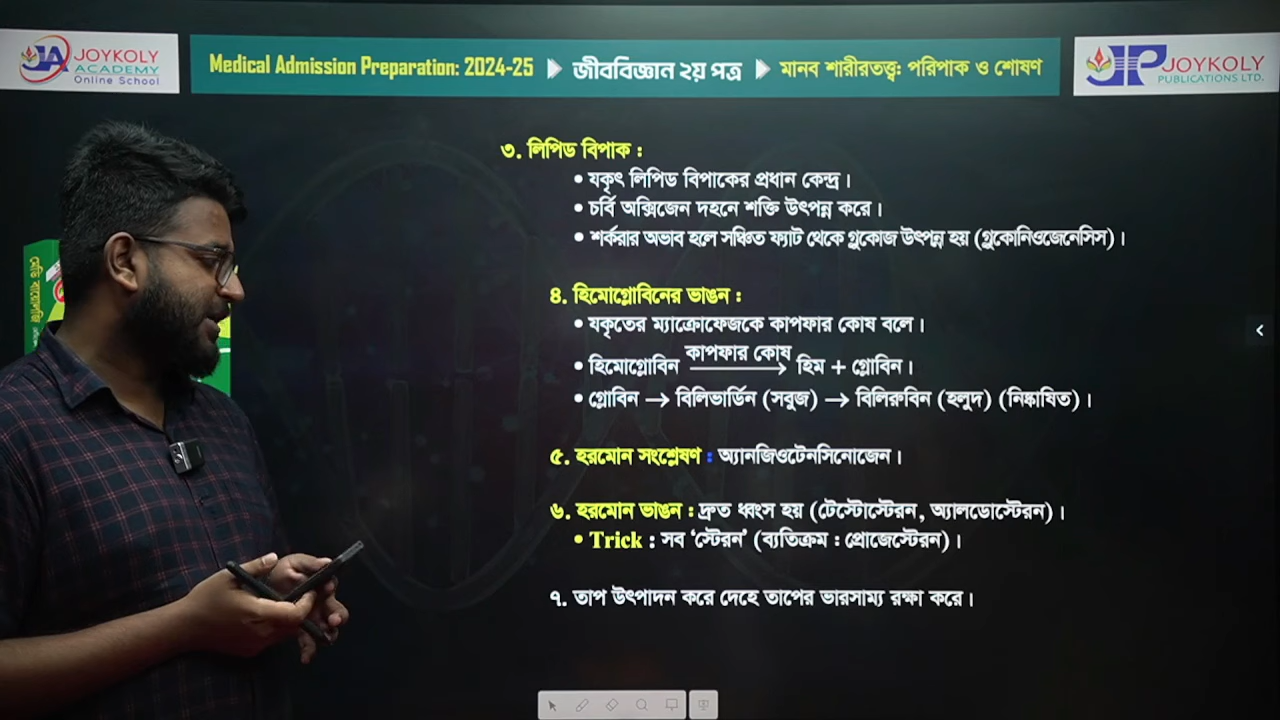 JOYKOLY
ACADEMY
Online School
Medical Admission Preparation: 2024-25 জীববিজ্ঞান ২য় পত্র মানব শারীরতত্ত্ব: পরিপাক ও শোষণ
JOYKOLY
PUBLICATIONS LTD.
৩. লিপিড বিপাক :
• যকৃৎ লিপিড বিপাকের প্রধান কেন্দ্র।
• চর্বি অক্সিজেন দহনে শক্তি উৎপন্ন করে।
• শর্করার অভাব হলে সঞ্চিত ফ্যাট থেকে গ্লুকোজ উৎপন্ন হয় (গ্লুকোনিওজেনেসিস)।
৪. হিমোগ্লোবিনের ভাঙন :
• যকৃতের ম্যাক্রোফেজকে কাপফার কোষ বলে।
• হিমোগ্লোবিন কাপফার কোষ → হিম + গ্লোবিন।
• গ্লোবিন → বিলিভার্ডিন (সবুজ) → বিলিরুবিন (হলুদ) (নিষ্কাষিত)।
৫. হরমোন সংশ্লেষণ : অ্যানজিওটেনসিনোজেন।
৬. হরমোন ভাঙন : দ্রুত ধ্বংস হয় (টেস্টোস্টেরন, অ্যালডোস্টেরন)।
• Trick : সব ‘স্টেরন’ (ব্যতিক্রম : প্রোজেস্টেরন)।
৭. তাপ উৎপাদন করে দেহে তাপের ভারসাম্য রক্ষা করে।